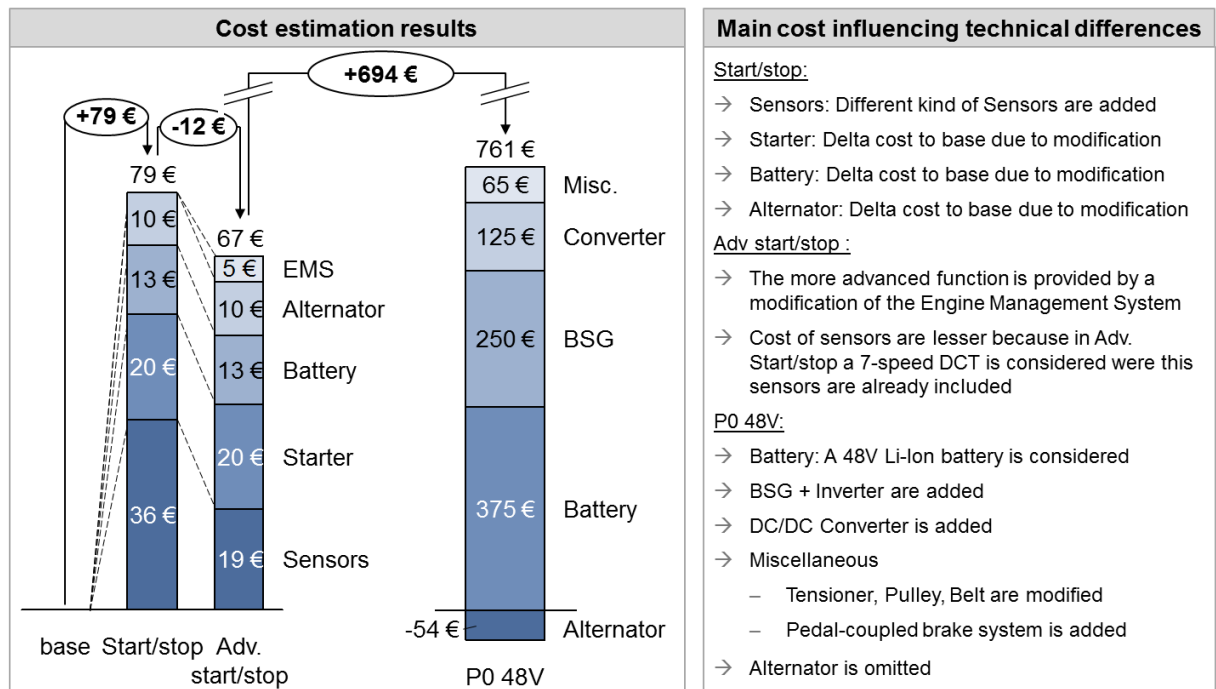 Cost estimation results
+694 €
+79 €
-12 €
79 €
10 €
13 €
20 €
36 €
67 €
5 €
10 €
13 €
20 €
19 €
EMS
Alternator
Battery
Starter
Sensors
761 €
65 €
125 €
250 €
375 €
-54 €
Misc.
Converter
BSG
Battery
Alternator
base
Start/stop
Adv.
start/stop
P0 48V
Main cost influencing technical differences
Start/stop:
→ Sensors: Different kind of Sensors are added
→ Starter: Delta cost to base due to modification
→ Battery: Delta cost to base due to modification
→ Alternator: Delta cost to base due to modification
Adv start/stop :
→ The more advanced function is provided by a
modification of the Engine Management System
→ Cost of sensors are lesser because in Adv.
Start/stop a 7-speed DCT is considered were this
sensors are already included
P0 48V:
→ Battery: A 48V Li-Ion battery is considered
→ BSG + Inverter are added
→ DC/DC Converter is added
→ Miscellaneous
– Tensioner, Pulley, Belt are modified
– Pedal-coupled brake system is added
→ Alternator is omitted